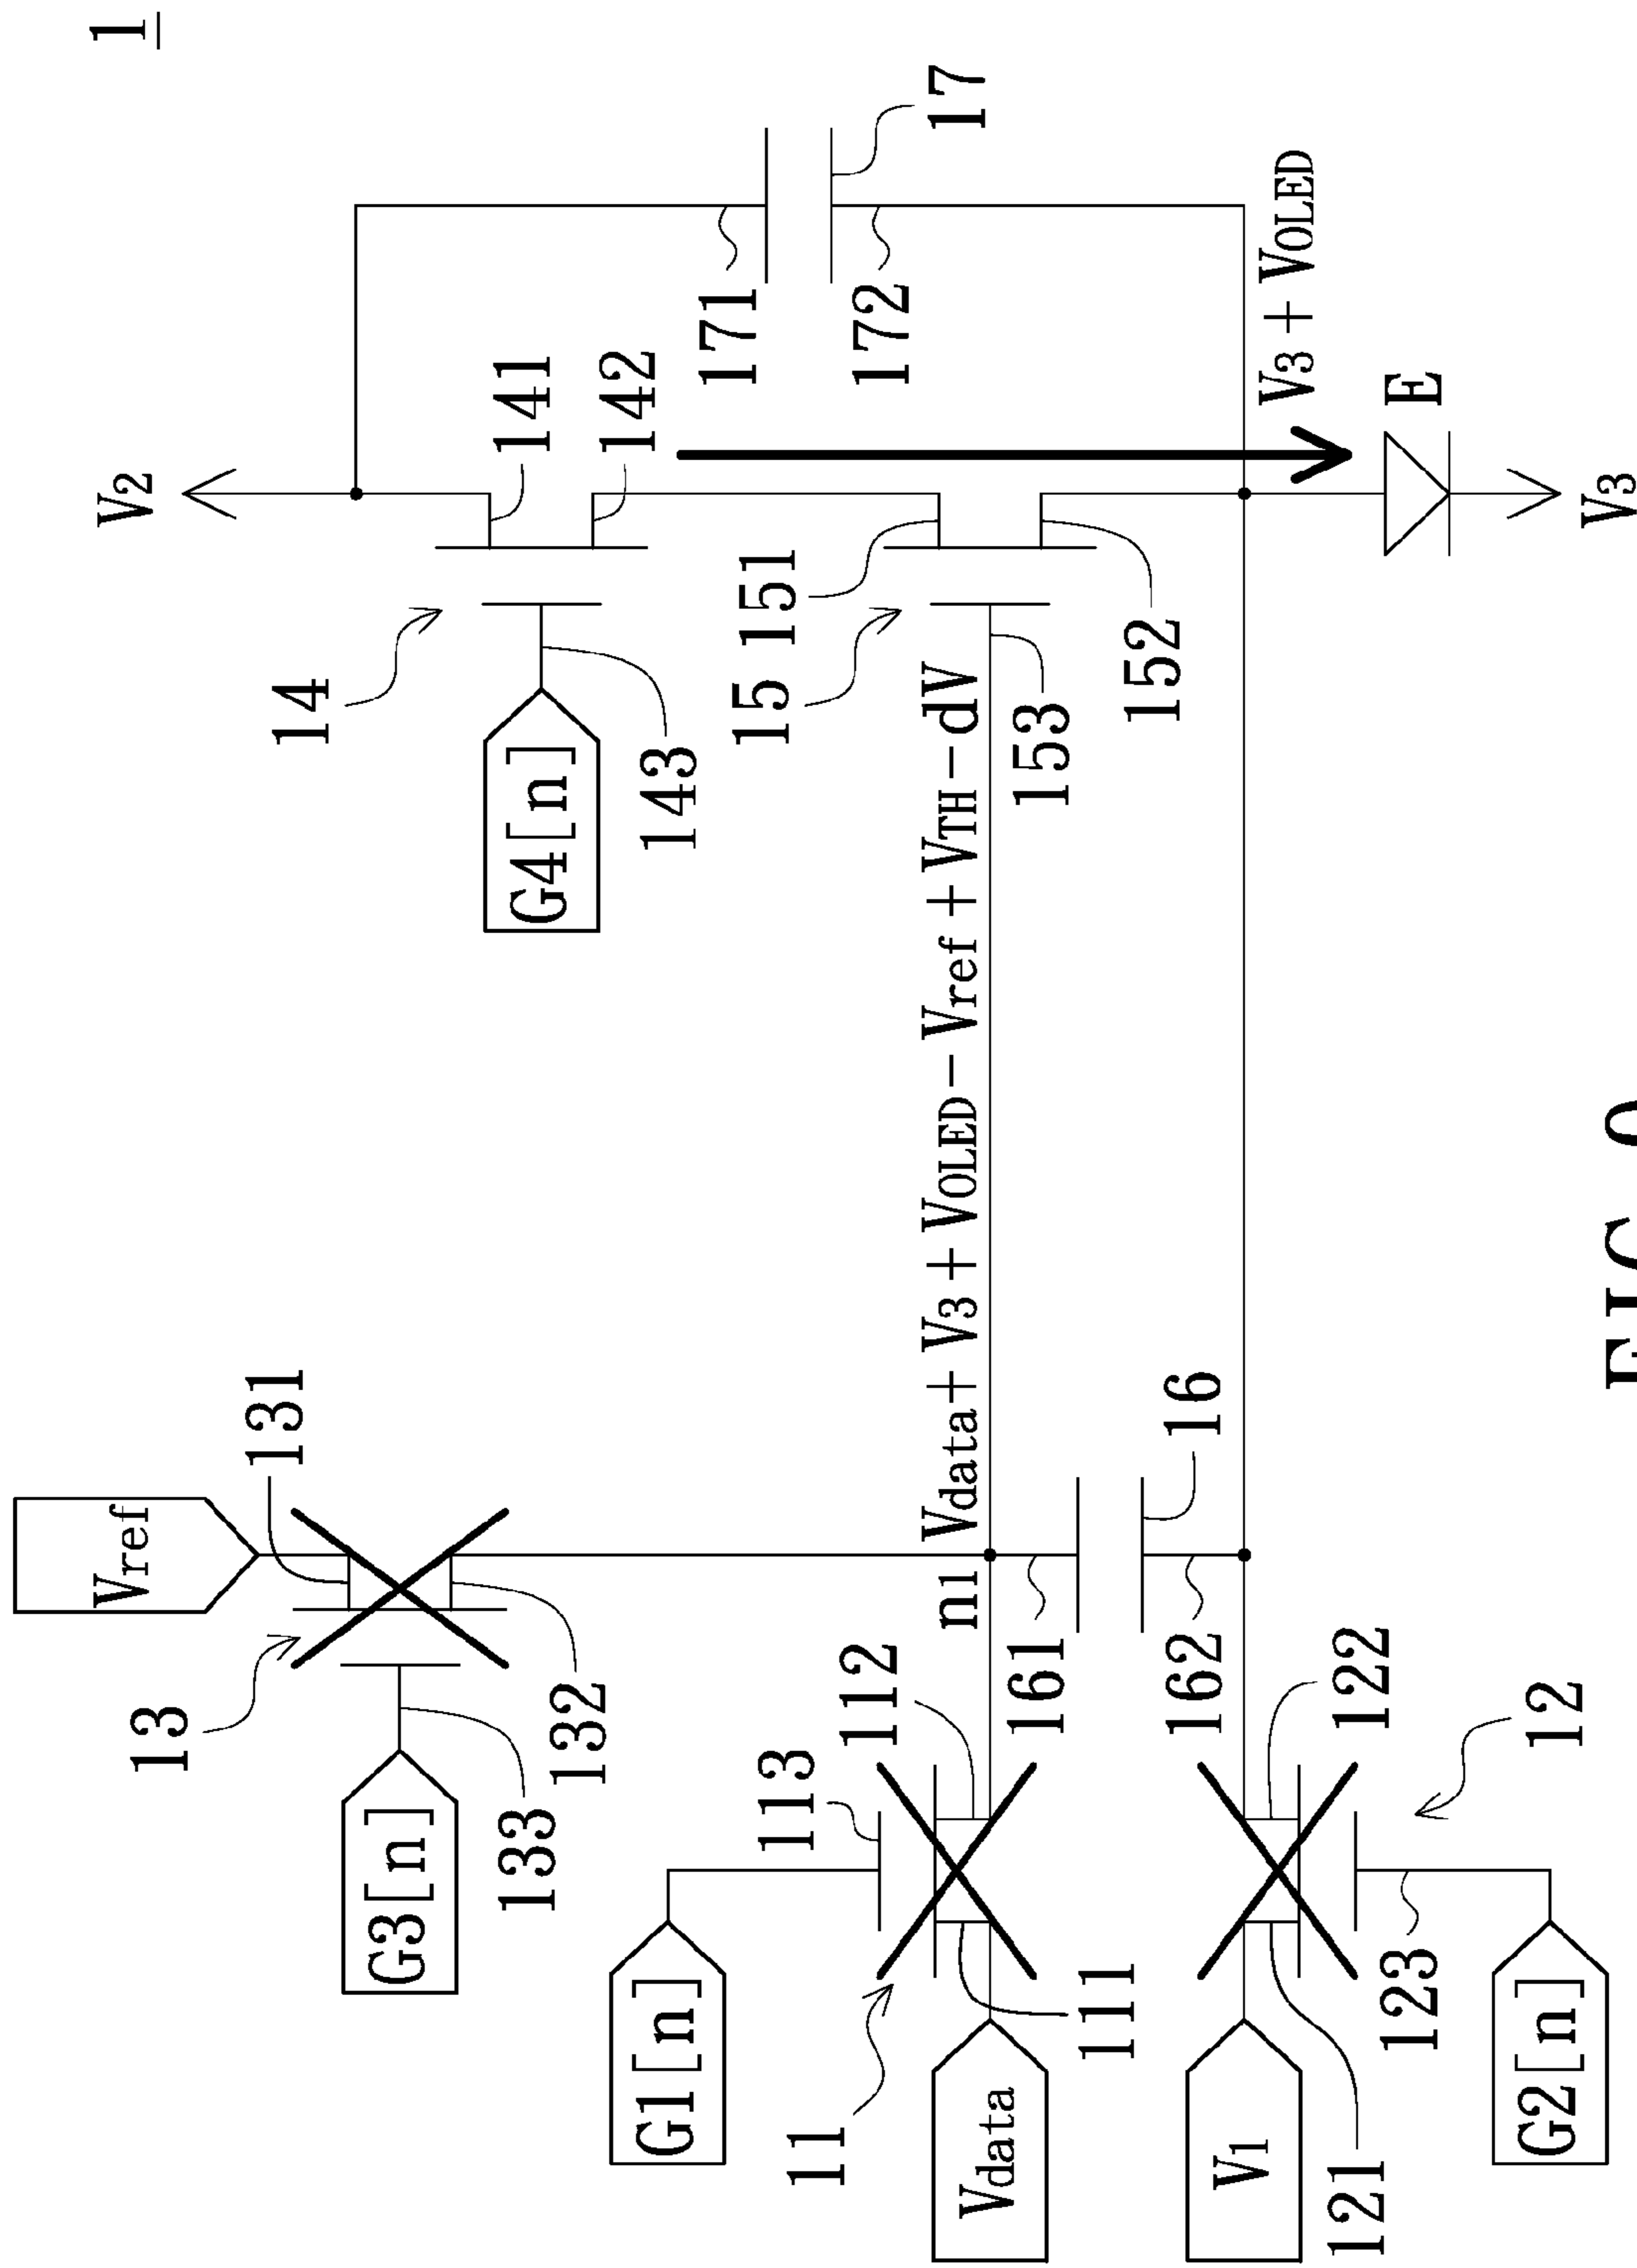 Vref
1
V2
13
131
14
G3[n]
133
132
141
142
G4[n]
143
G1[n]
113
112
15
151
171
17
11
Vdata
111
n1
Vdata+V3+VOLED−Vref+VTH−dV
153
161
172
152
16
162
V1
121
122
V3+VOLED
123
12
E
G2[n]
V3
FIG